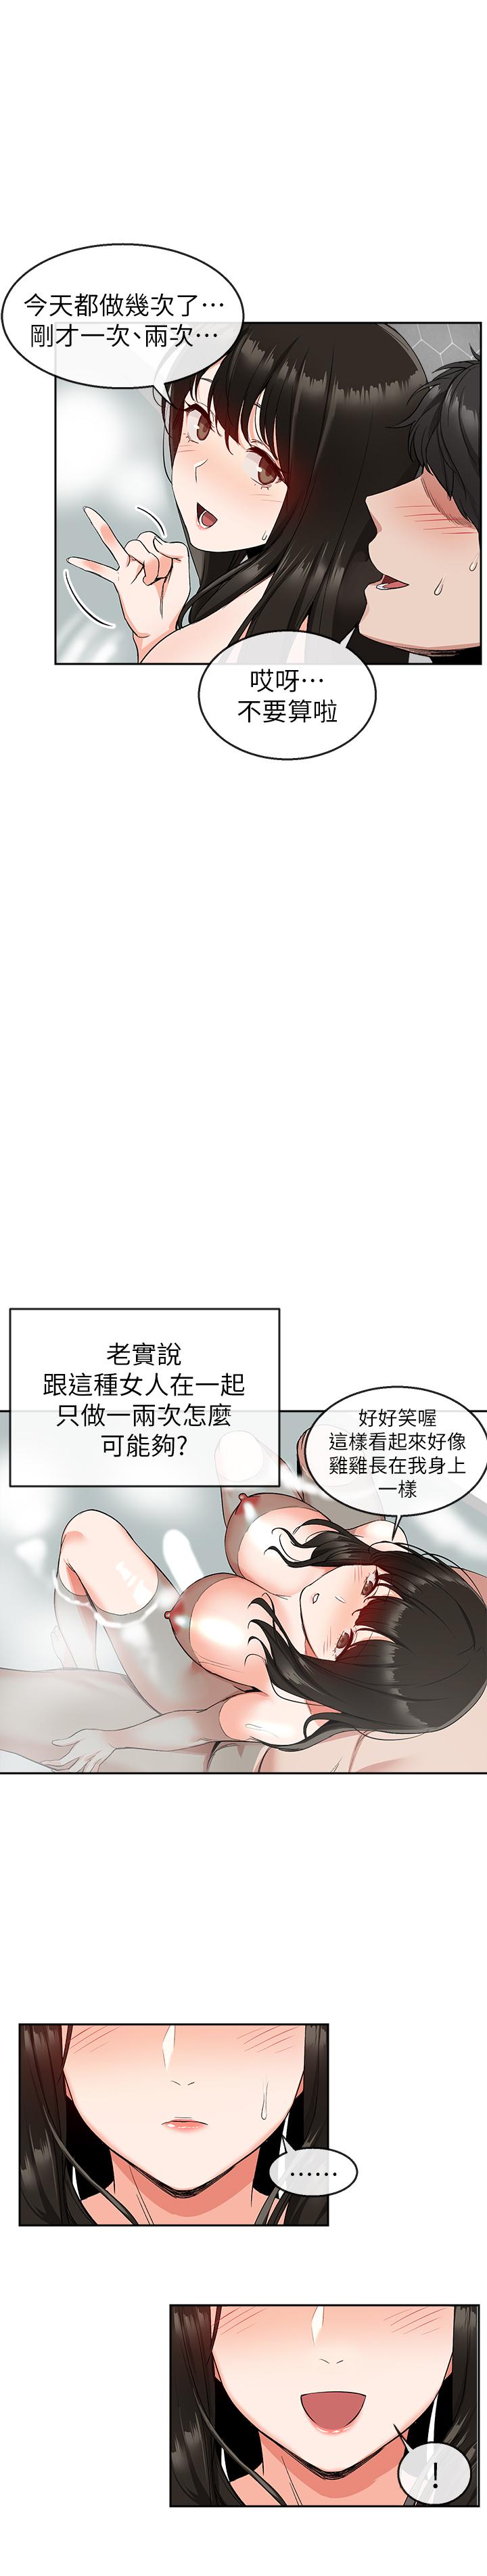 今天都做幾次了⋯
剛才一次、兩次⋯
哎呀⋯
不要算啦
老實說
跟這種女人在一起
只做一兩次怎麼
可能夠?
好好笑喔
這樣看起來好像
雞雞長在我身上
一樣
⋯⋯
!